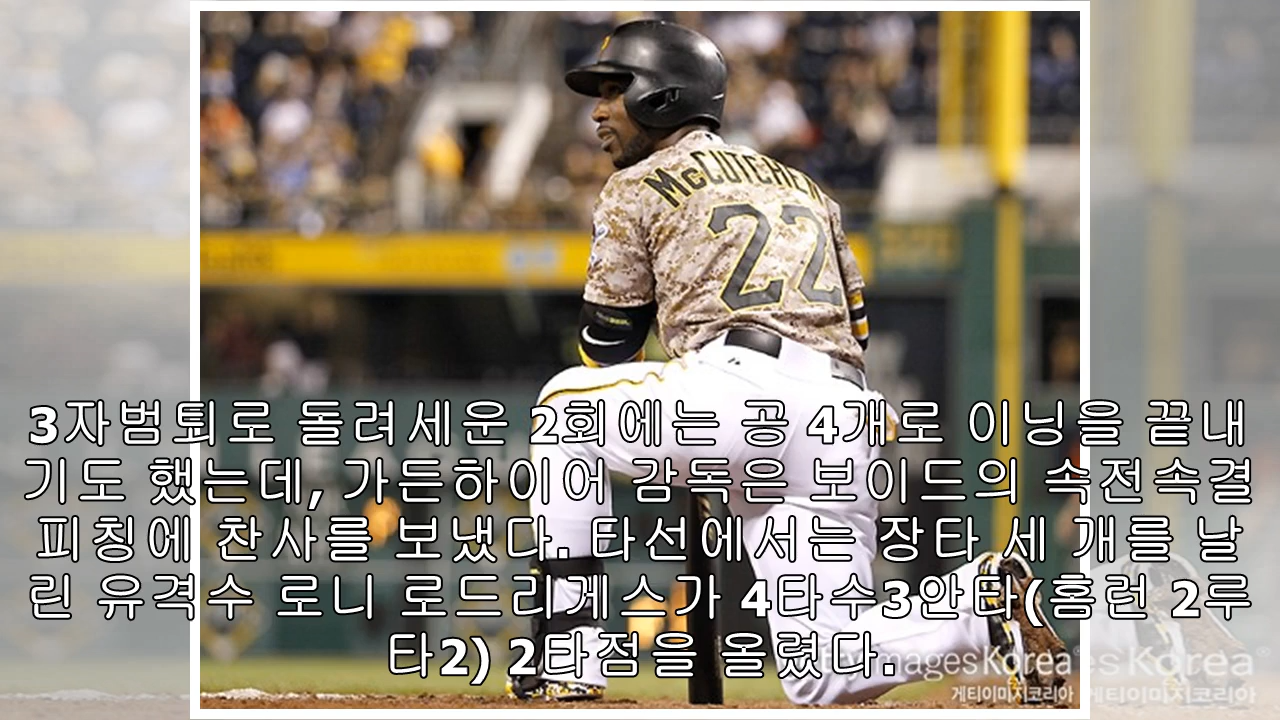 McCUTCHEN
22
3자범퇴로 돌려세운 2회에는 공 4개로 이닝을 끝내
기도 했는데, 가든하이어 감독은 보이드의 속전속결
피칭에 찬사를 보냈다. 타선에서는 장타 세 개를 날
린 유격수 로니 로드리게스가 4타수3안타(홈런 2루
타2) 2타점을 올렸다.
gettyimagesKorea
esKorea
게티이미지코리아 게티이미지코리아